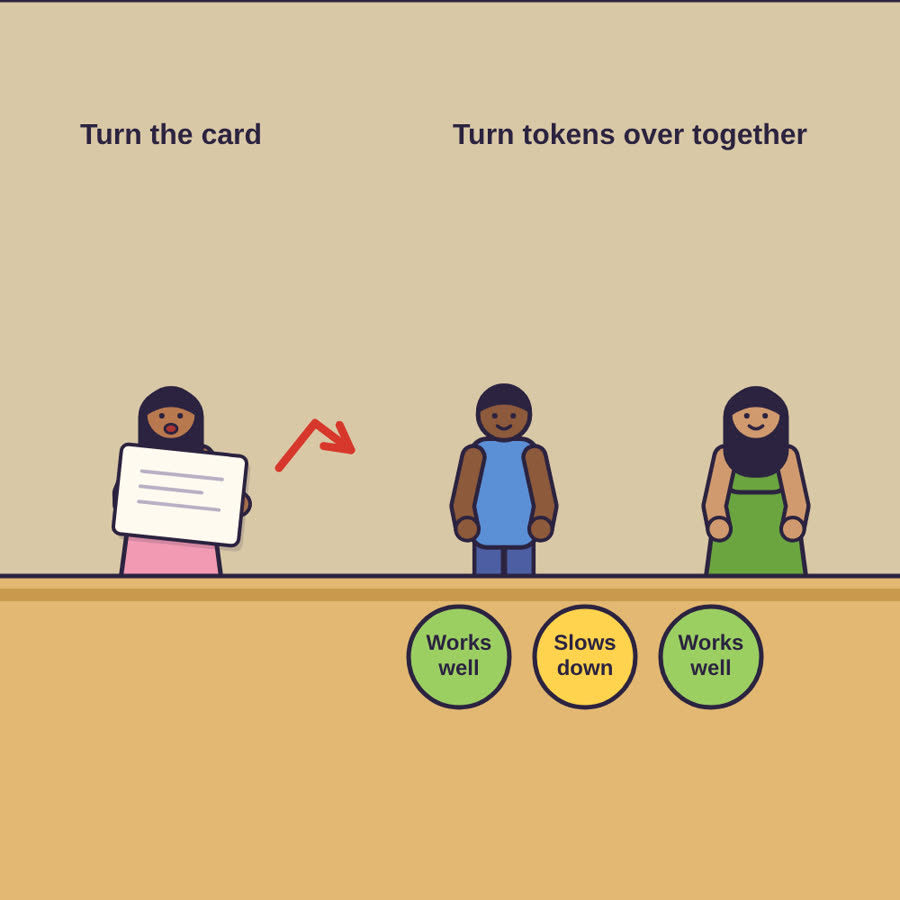 Turn the card
Turn tokens over together
Works
well
Slows
down
Works
well